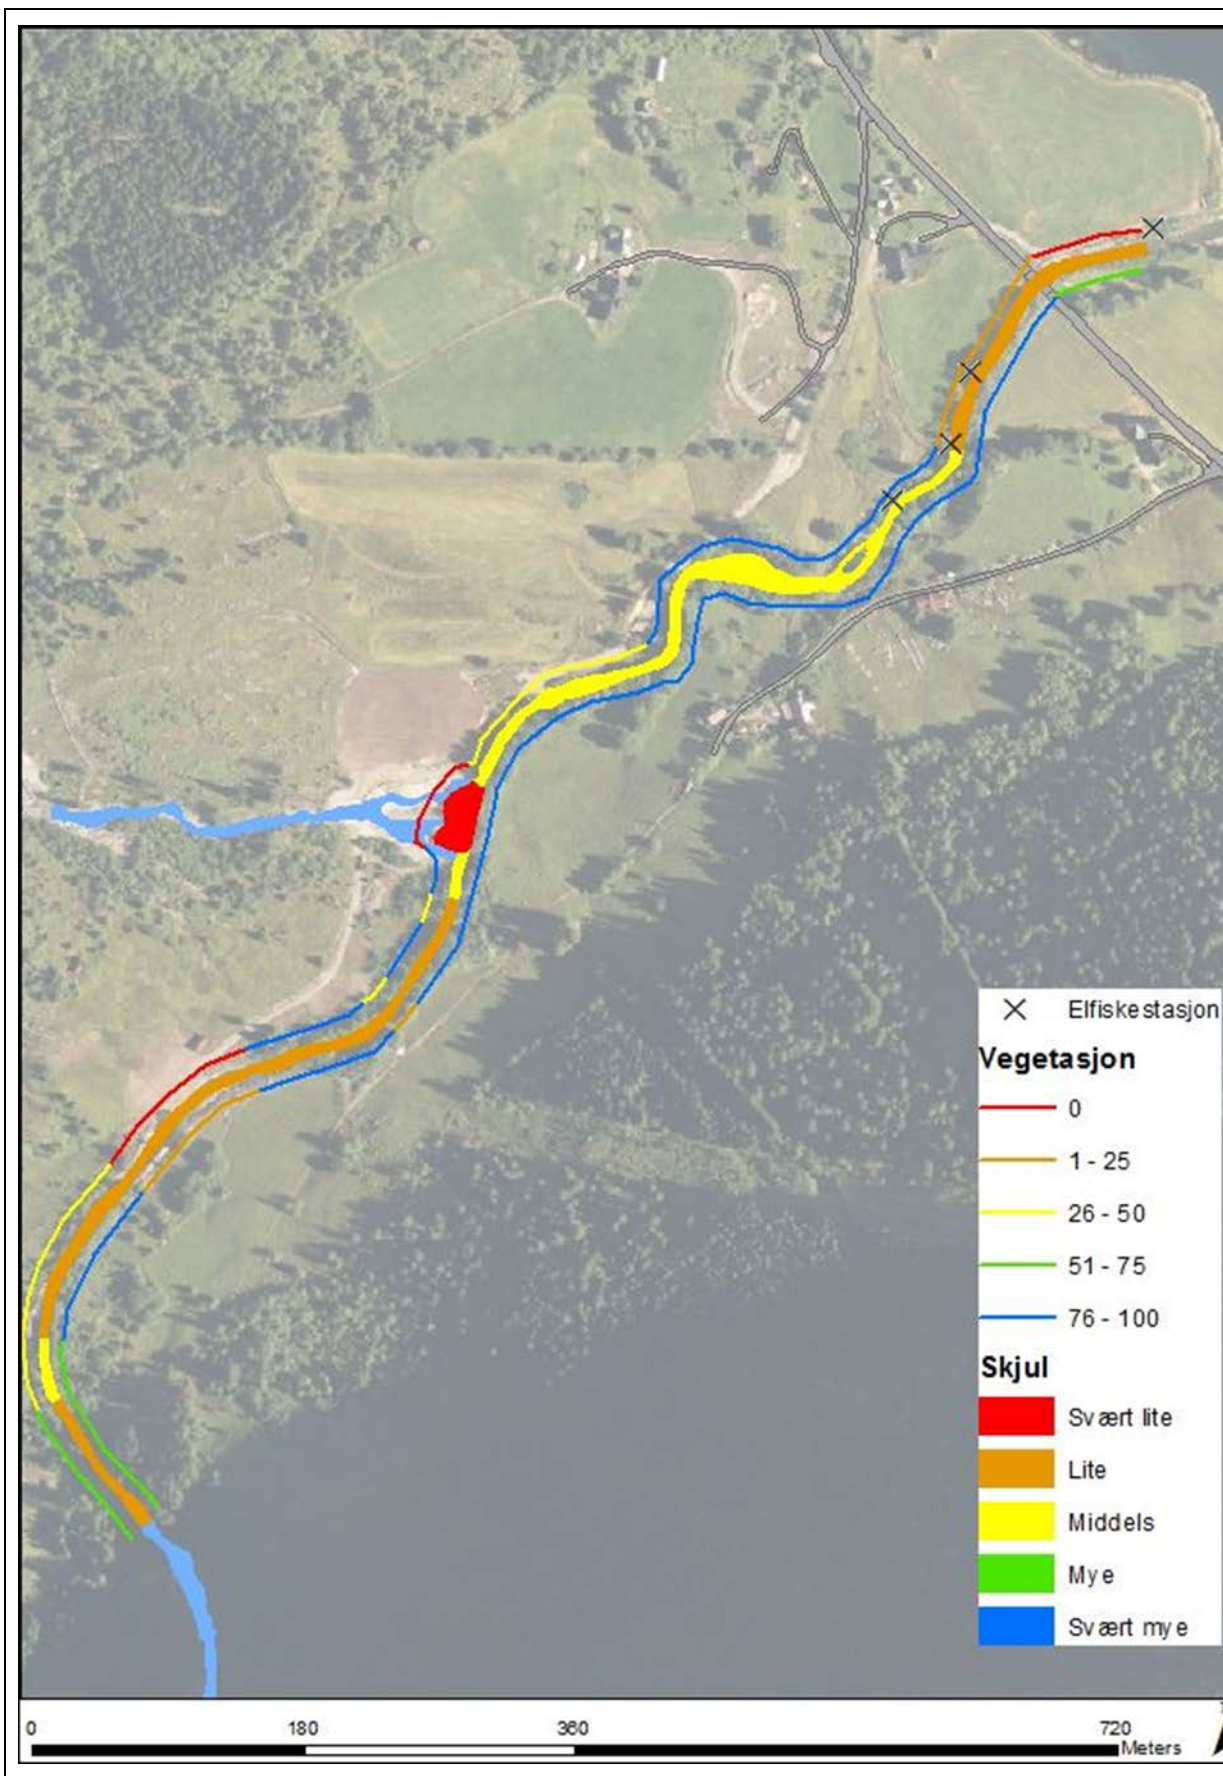 Elfiskestasjon
Vegetasjon
0
1 - 25
26 - 50
51 - 75
76 - 100
Skjul
Svært lite
Lite
Middels
Mye
Svært mye
0 180 360 720
Meters